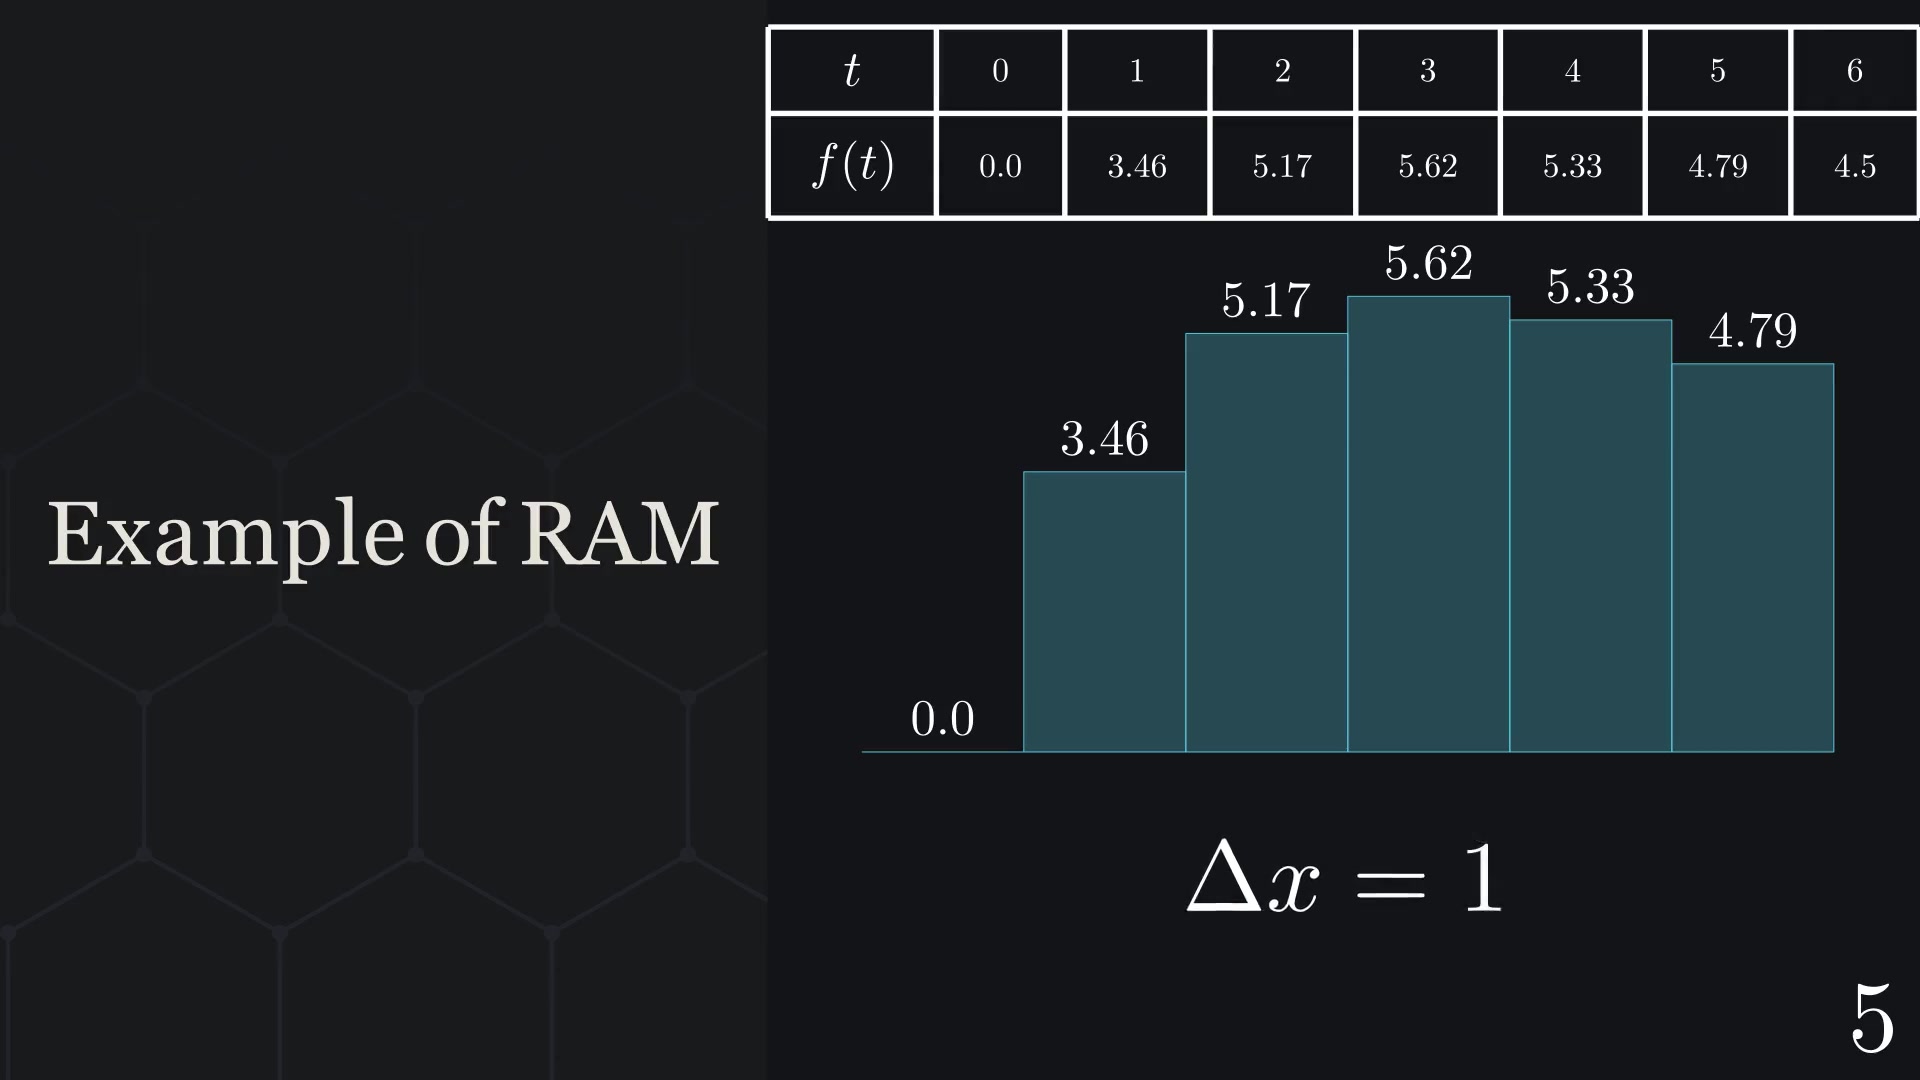 Example of RAM
t 0 1 2 3 4 5 6
f(t) 0.0 3.46 5.17 5.62 5.33 4.79 4.5
0.0 3.46 5.17 5.62 5.33 4.79
Δx = 1
5